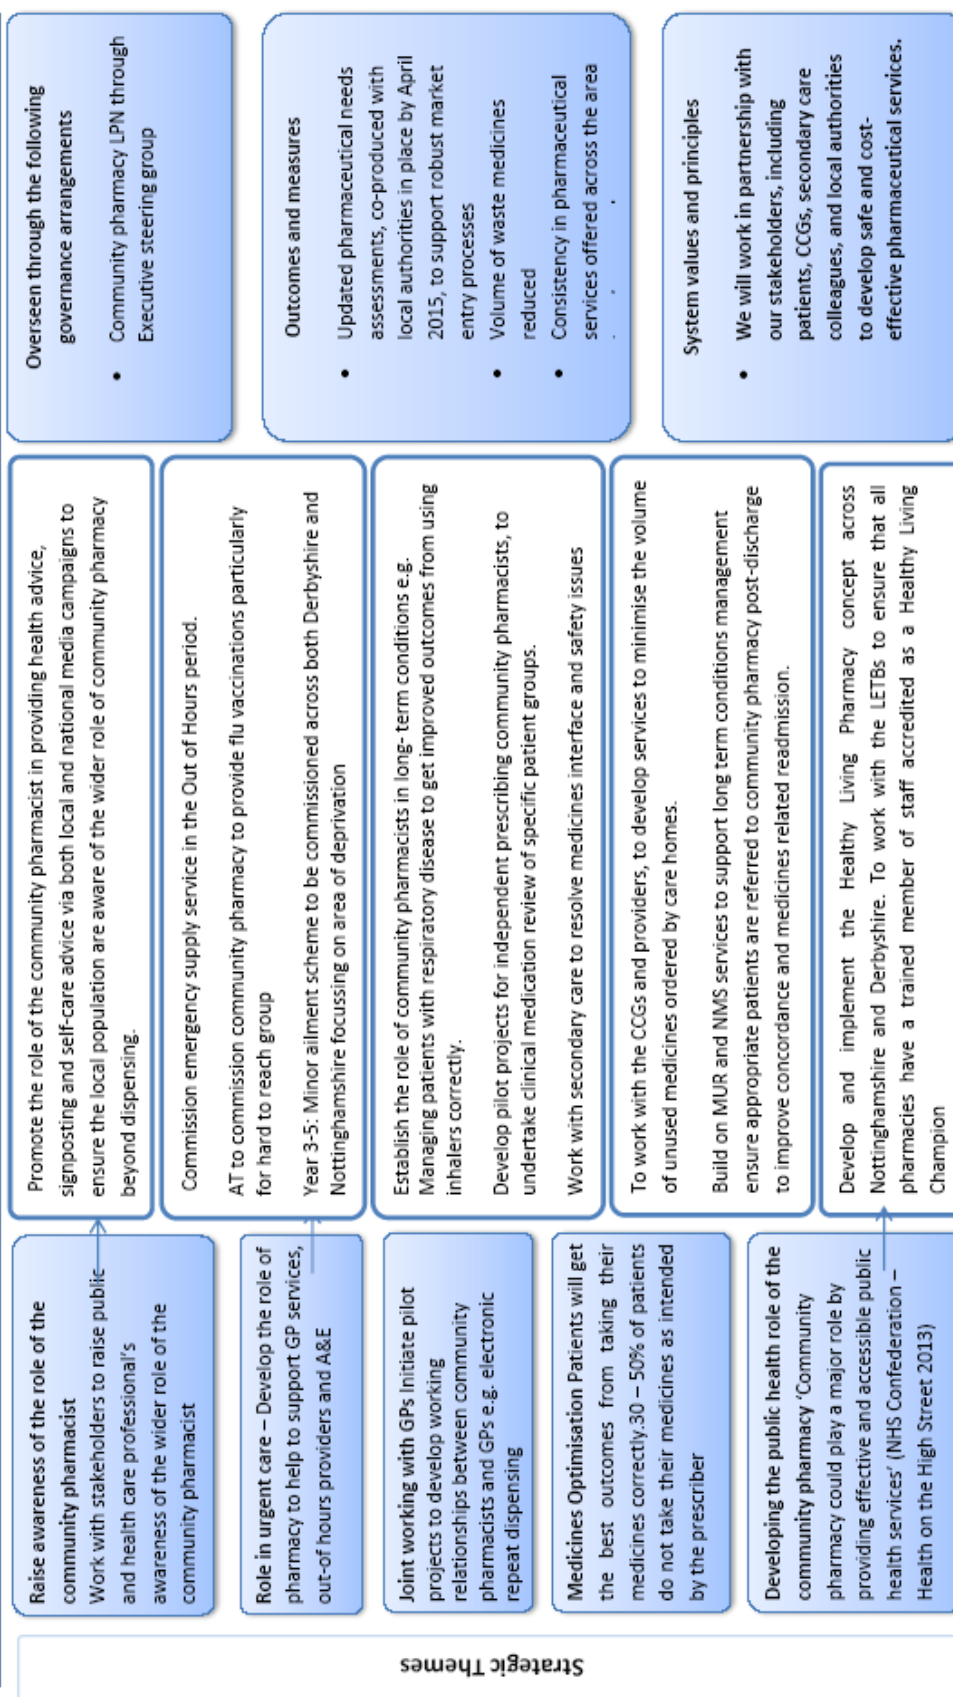 Strategic Themes
Raise awareness of the role of the
community pharmacist
Work with stakeholders to raise public
and health care professional's
awareness of the wider role of the
community pharmacist
Role in urgent care – Develop the role of
pharmacy to help to support GP services,
out-of hours providers and A&E
Joint working with GPs Initiate pilot
projects to develop working
relationships between community
pharmacists and GPs e.g. electronic
repeat dispensing
Medicines Optimisation Patients will get
the best outcomes from taking their
medicines correctly.30 – 50% of patients
do not take their medicines as intended
by the prescriber
Developing the public health role of the
community pharmacy 'Community
pharmacy could play a major role by
providing effective and accessible public
health services' (NHS Confederation –
Health on the High Street 2013)
Promote the role of the community pharmacist in providing health advice,
signposting and self-care advice via both local and national media campaigns to
ensure the local population are aware of the wider role of community pharmacy
beyond dispensing.
Commission emergency supply service in the Out of Hours period.
AT to commission community pharmacy to provide flu vaccinations particularly
for hard to reach group
Year 3-5: Minor ailment scheme to be commissioned across both Derbyshire and
Nottinghamshire focussing on area of deprivation
Establish the role of community pharmacists in long- term conditions e.g.
Managing patients with respiratory disease to get improved outcomes from using
inhalers correctly.
Develop pilot projects for independent prescribing community pharmacists, to
undertake clinical medication review of specific patient groups.
Work with secondary care to resolve medicines interface and safety issues
To work with the CCGs and providers, to develop services to minimise the volume
of unused medicines ordered by care homes.
Build on MUR and NMS services to support long term conditions management
ensure appropriate patients are referred to community pharmacy post-discharge
to improve concordance and medicines related readmission.
Develop and implement the Healthy Living Pharmacy concept across
Nottinghamshire and Derbyshire. To work with the LETBs to ensure that all
pharmacies have a trained member of staff accredited as a Healthy Living
Champion
Overseen through the following
governance arrangements
• Community pharmacy LPN through
Executive steering group
Outcomes and measures
• Updated pharmaceutical needs
assessments, co-produced with
local authorities in place by April
2015, to support robust market
entry processes
• Volume of waste medicines
reduced
• Consistency in pharmaceutical
services offered across the area
System values and principles
• We will work in partnership with
our stakeholders, including
patients, CCGs, secondary care
colleagues, and local authorities
to develop safe and cost-
effective pharmaceutical services.